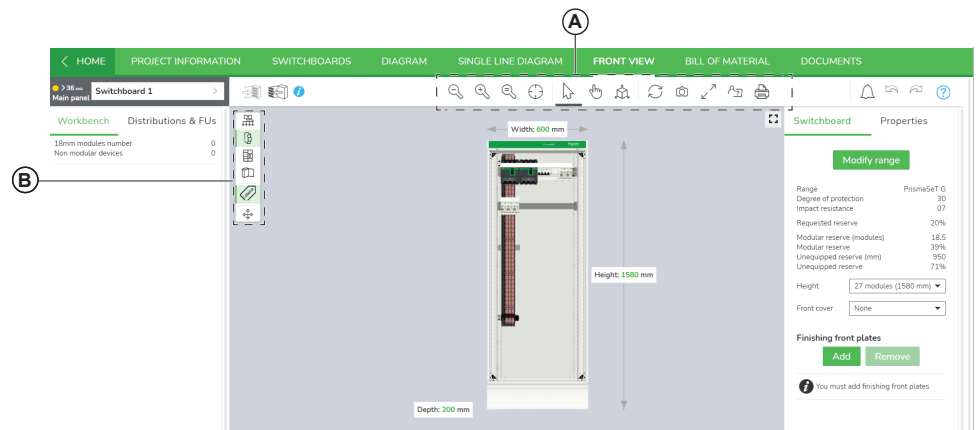 A
HOME PROJECT INFORMATION SWITCHBOARDS DIAGRAM SINGLE LINE DIAGRAM FRONT VIEW BILL OF MATERIAL DOCUMENTS
Main panel
Switchboard 1
Workbench Distributions & FUs
18mm modules number 0
Non modular devices 0
B
Width: 600 mm
Height: 1580 mm
Depth: 200 mm
Switchboard Properties
Modify range
Range PrismaSeT G
Degree of protection 30
Impact resistance 07
Requested reserve 20%
Modular reserve (modules) 18.5
Modular reserve 39%
Unequipped reserve (mm) 950
Unequipped reserve 71%
Height 27 modules (1580 mm)
Front cover None
Finishing front plates
Add Remove
You must add finishing front plates